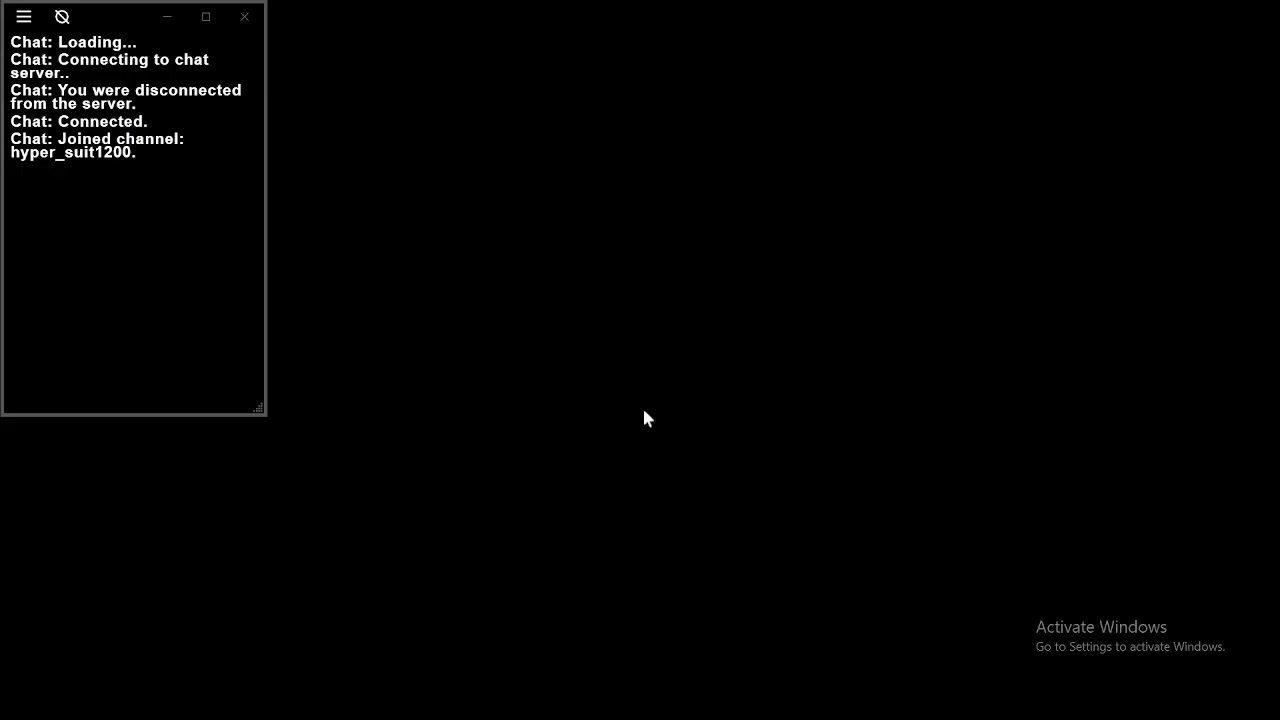 Chat: Loading...
Chat: Connecting to chat
server..
Chat: You were disconnected
from the server.
Chat: Connected.
Chat: Joined channel:
hyper_suit1200.
Activate Windows
Go to Settings to activate Windows.